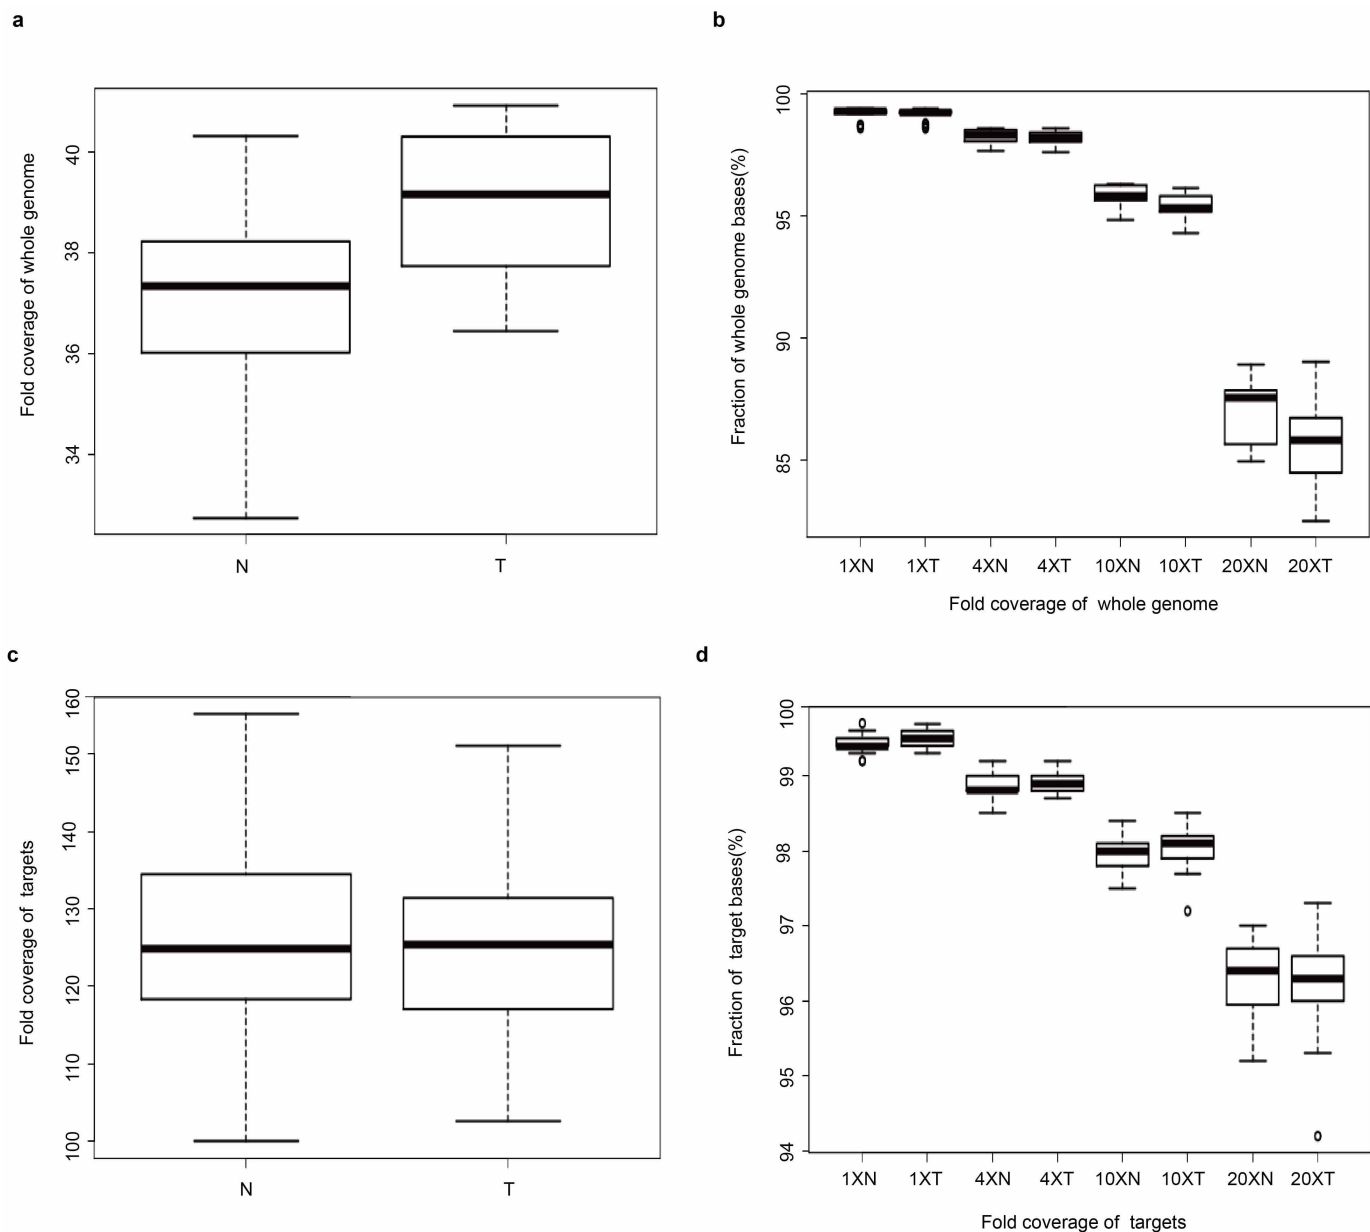 a
b
Fold coverage of whole genome
40
38
36
34
N
T
Fraction of whole genome bases(%)
100
95
90
85
1XN 1XT 4XN 4XT 10XN 10XT 20XN 20XT
Fold coverage of whole genome
c
d
Fold coverage of targets
160
150
140
130
120
110
100
N
T
Fraction of target bases(%)
100
99
98
97
96
95
94
1XN 1XT 4XN 4XT 10XN 10XT 20XN 20XT
Fold coverage of targets